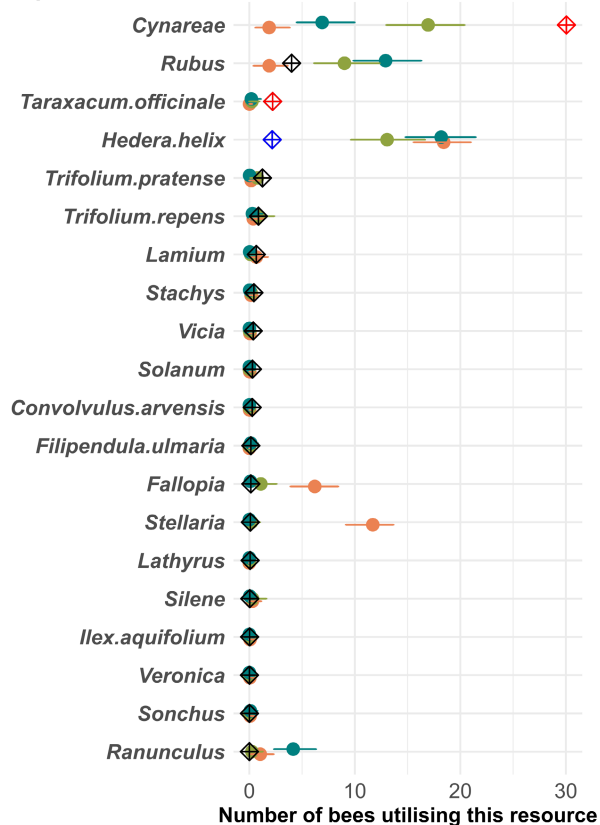 Cynareae
Rubus
Taraxacum.officinale
Hedera.helix
Trifolium.pratense
Trifolium.repens
Lamium
Stachys
Vicia
Solanum
Convolvulus.arvensis
Filipendula.ulmaria
Fallopia
Stellaria
Lathyrus
Silene
Ilex.aquifolium
Veronica
Sonchus
Ranunculus
0 10 20 30
Number of bees utilising this resource